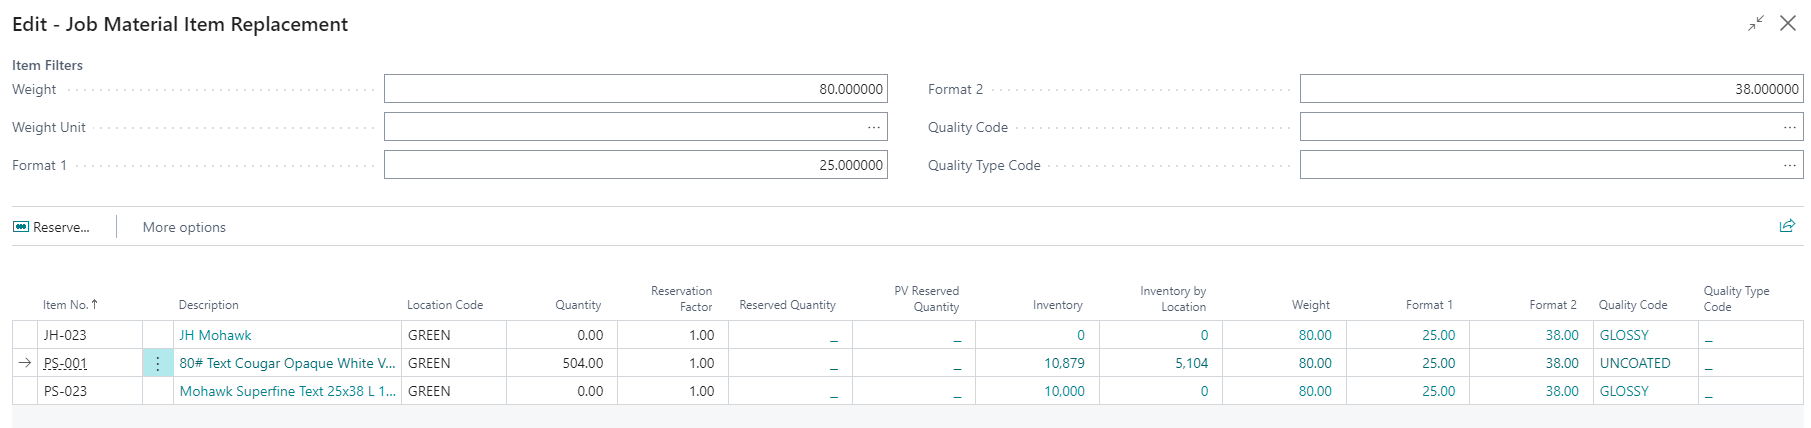 Edit - Job Material Item Replacement
Item Filters
Weight 80.000000 Format 2 38.000000
Weight Unit ... Quality Code ...
Format 1 25.000000 Quality Type Code ...
Reserve... More options
Item No. ↑ Description Location Code Quantity Reservation Factor Reserved Quantity PV Reserved Quantity Inventory Inventory by Location Weight Format 1 Format 2 Quality Code Quality Type Code
JH-023 JH Mohawk GREEN 0.00 1.00 _ _ 0 0 80.00 25.00 38.00 GLOSSY _
→ PS-001 ⋮ 80# Text Cougar Opaque White V... GREEN 504.00 1.00 _ _ 10,879 5,104 80.00 25.00 38.00 UNCOATED _
PS-023 Mohawk Superfine Text 25x38 L 1... GREEN 0.00 1.00 _ _ 10,000 0 80.00 25.00 38.00 GLOSSY _